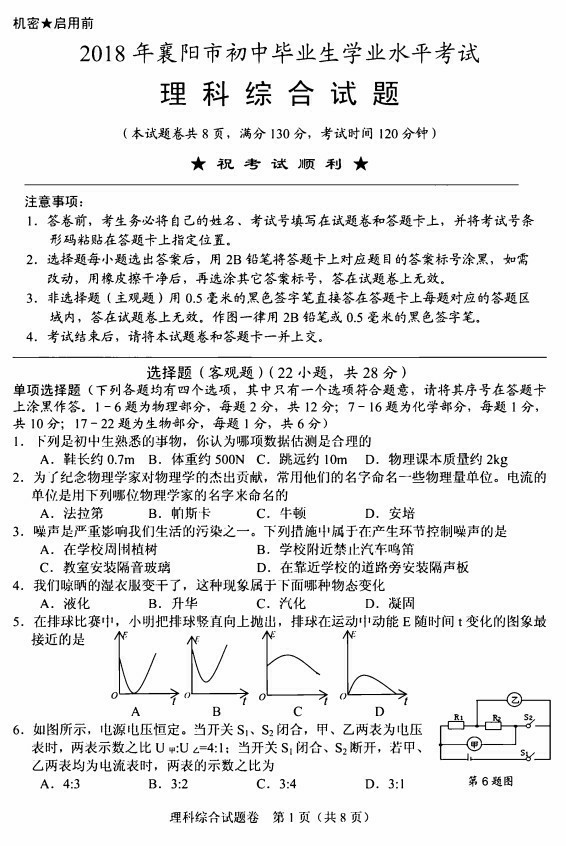 机密★启用前
2018 年襄阳市初中毕业生学业水平考试
理 科 综 合 试 题
（本试题卷共 8 页，满分 130 分，考试时间 120 分钟）
★ 祝 考 试 顺 利 ★
注意事项：
1．答卷前，考生务必将自己的姓名、考试号填写在试题卷和答题卡上，并将考试号条
形码粘贴在答题卡上指定位置。
2．选择题每小题选出答案后，用 2B 铅笔将答题卡上对应题目的答案标号涂黑，如需
改动，用橡皮擦干净后，再选涂其它答案标号，答在试题卷上无效。
3．非选择题（主观题）用 0.5 毫米的黑色签字笔直接答在答题卡上每题对应的答题区
域内，答在试题卷上无效。作图一律用 2B 铅笔或 0.5 毫米的黑色签字笔。
4．考试结束后，请将本试题卷和答题卡一并上交。
选择题（客观题）（22 小题，共 28 分）
单项选择题（下列各题均有四个选项，其中只有一个选项符合题意，请将其序号在答题卡
上涂黑作答。1－6 题为物理部分，每题 2 分，共 12 分；7－16 题为化学部分，每题 1 分，
共 10 分；17－22 题为生物部分，每题 1 分，共 6 分）
1．下列是初中生熟悉的事物，你认为哪项数据估测是合理的
A．鞋长约 0.7m B．体重约 500N C．跳远约 10m D．物理课本质量约 2kg
2．为了纪念物理学家对物理学的杰出贡献，常用他们的名字命名一些物理量单位。电流的
单位是用下列哪位物理学家的名字来命名的
A．法拉第 B．帕斯卡 C．牛顿 D．安培
3．噪声是严重影响我们生活的污染之一。下列措施中属于在产生环节控制噪声的是
A．在学校周围植树 B．学校附近禁止汽车鸣笛
C．教室安装隔音玻璃 D．在靠近学校的道路旁安装隔声板
4．我们晾晒的湿衣服变干了，这种现象属于下面哪种物态变化
A．液化 B．升华 C．汽化 D．凝固
5．在排球比赛中，小明把排球竖直向上抛出，排球在运动中动能 E 随时间 t 变化的图象最
接近的是
E E E E
O t O t O t O t
A B C D
6．如图所示，电源电压恒定。当开关 S₁、S₂闭合，甲、乙两表为电压
表时，两表示数之比 U 甲:U 乙=4:1；当开关 S₁闭合、S₂断开，若甲、
乙两表均为电流表时，两表的示数之比为
A．4:3 B．3:2 C．3:4 D．3:1
乙
R₁ R₂ S₂
甲
S₁
第 6 题图
理科综合试题卷 第 1 页（共 8 页）